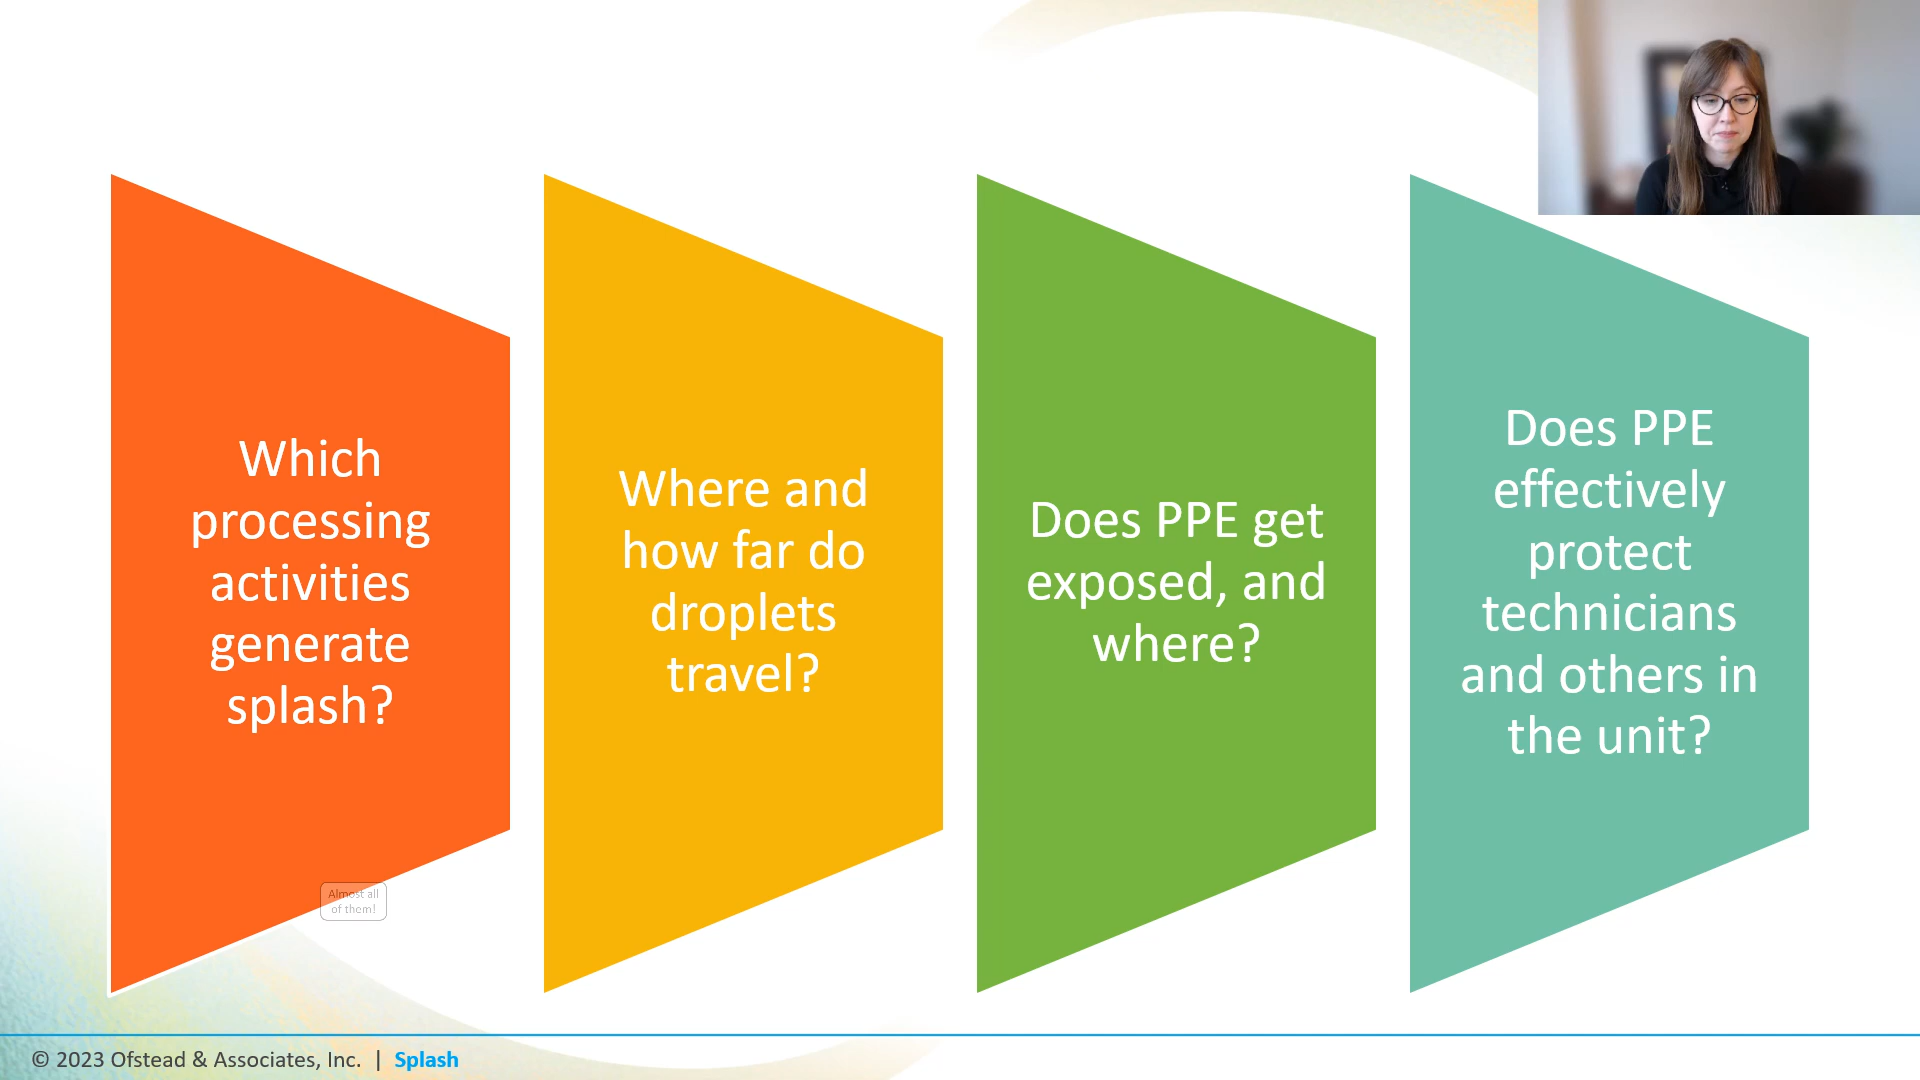 Which
processing
activities
generate
splash?
Where and
how far do
droplets
travel?
Does PPE get
exposed, and
where?
Does PPE
effectively
protect
technicians
and others in
the unit?
Almost all
of them!
© 2023 Ofstead & Associates, Inc. | Splash